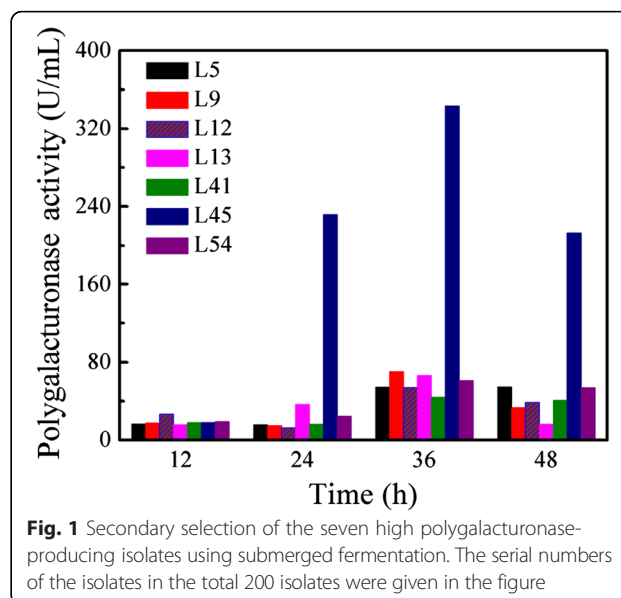 Polygalacturonase activity (U/mL)
400
320
240
160
80
0
L5
L9
L12
L13
L41
L45
L54
12 24 36 48
Time (h)
Fig. 1 Secondary selection of the seven high polygalacturonase-
producing isolates using submerged fermentation. The serial numbers
of the isolates in the total 200 isolates were given in the figure